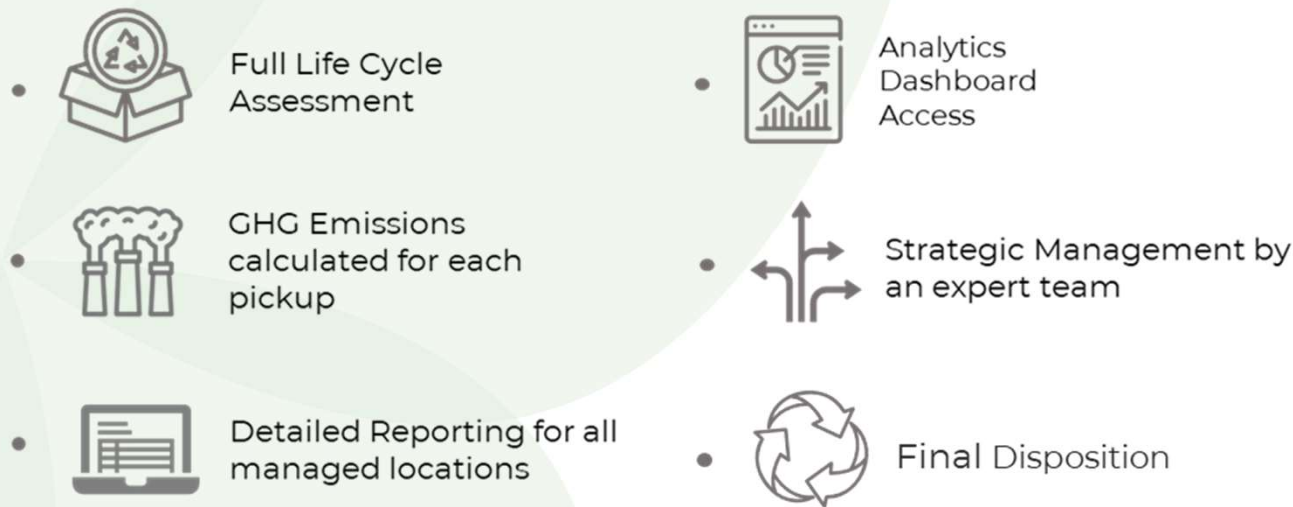 Full Life Cycle
Assessment
GHG Emissions
calculated for each
pickup
Detailed Reporting for all
managed locations
Analytics
Dashboard
Access
Strategic Management by
an expert team
Final Disposition